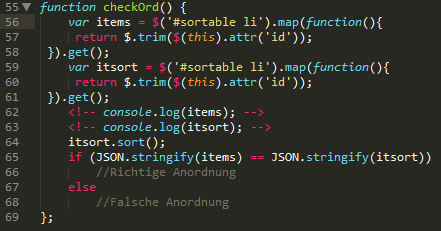 55 function checkOrd() {
56 var items = $('#sortable li').map(function(){
57 return $.trim($(this).attr('id'));
58 }).get();
59 var itsort = $('#sortable li').map(function(){
60 return $.trim($(this).attr('id'));
61 }).get();
62 <!-- console.log(items); -->
63 <!-- console.log(itsort); -->
64 itsort.sort();
65 if (JSON.stringify(items) == JSON.stringify(itsort))
66 //Richtige Anordnung
67 else
68 //Falsche Anordnung
69 };